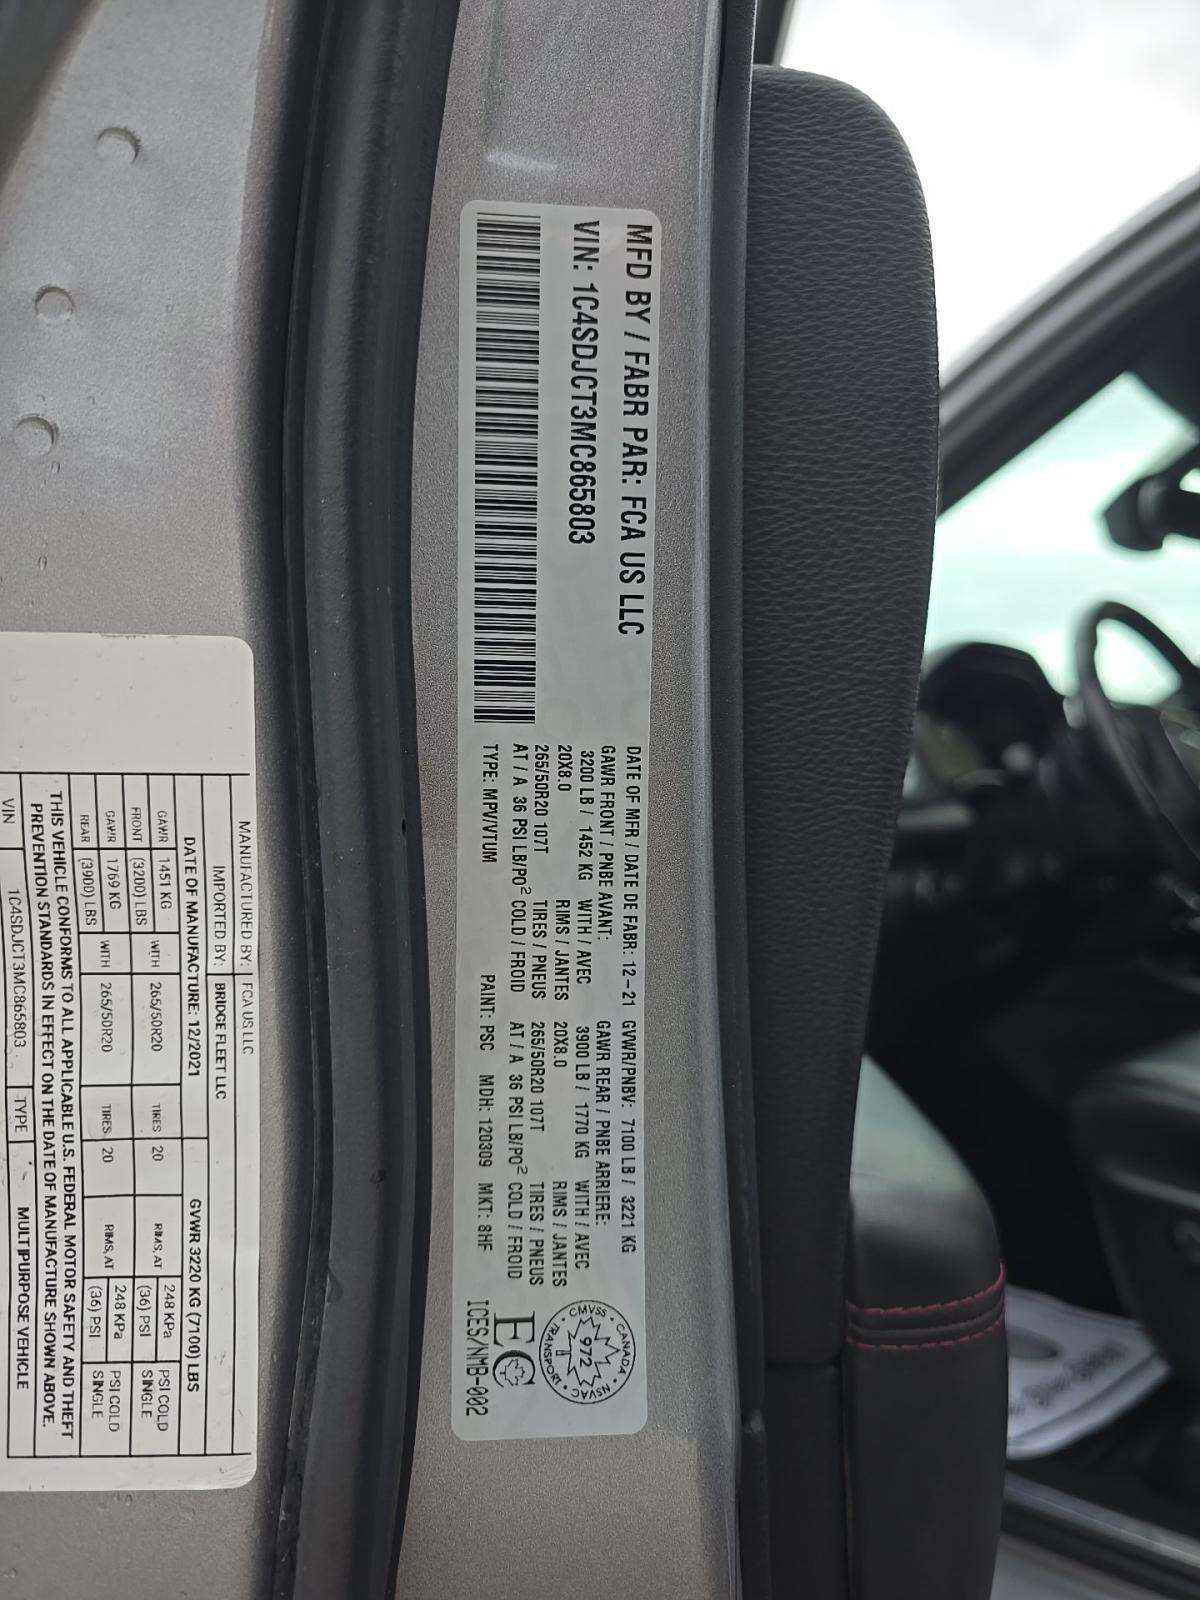 MFD BY / FABR PAR: FCA US LLC
VIN: 1C4SDJCT3MC865803
DATE OF MFR / DATE DE FABR: 12-21 GVWR/PNBV: 7100 LB / 3221 KG
GAWR FRONT / PNBE AVANT: GAWR REAR / PNBE ARRIERE:
3200 LB / 1452 KG WITH / AVEC 3900 LB / 1770 KG WITH / AVEC
20X8.0 RIMS / JANTES 20X8.0 RIMS / JANTES
265/50R20 107T TIRES / PNEUS 265/50R20 107T TIRES / PNEUS
AT / A 36 PSI LB/PO² COLD / FROID AT / A 36 PSI LB/PO² COLD / FROID
TYPE: MPV/VTUM PAINT: PSC MDH: 120309 MKT: 8HF
CMVSS • CANADA • NSVAC • TRANSPORT •
972
EC
ICES/NMB-002
MANUFACTURED BY: FCA US LLC
IMPORTED BY: BRIDGE FLEET LLC
DATE OF MANUFACTURE: 12/2021 GVWR 3220 KG (7100) LBS
GAWR FRONT 1451 KG (3200) LBS WITH 265/50R20 TIRES 20 RIMS, AT 248 KPa (36) PSI PSI COLD SINGLE
GAWR REAR 1769 KG (3900) LBS WITH 265/50R20 TIRES 20 RIMS, AT 248 KPa (36) PSI PSI COLD SINGLE
THIS VEHICLE CONFORMS TO ALL APPLICABLE U.S. FEDERAL MOTOR SAFETY AND THEFT
PREVENTION STANDARDS IN EFFECT ON THE DATE OF MANUFACTURE SHOWN ABOVE.
VIN 1C4SDJCT3MC865803 TYPE MULTIPURPOSE VEHICLE